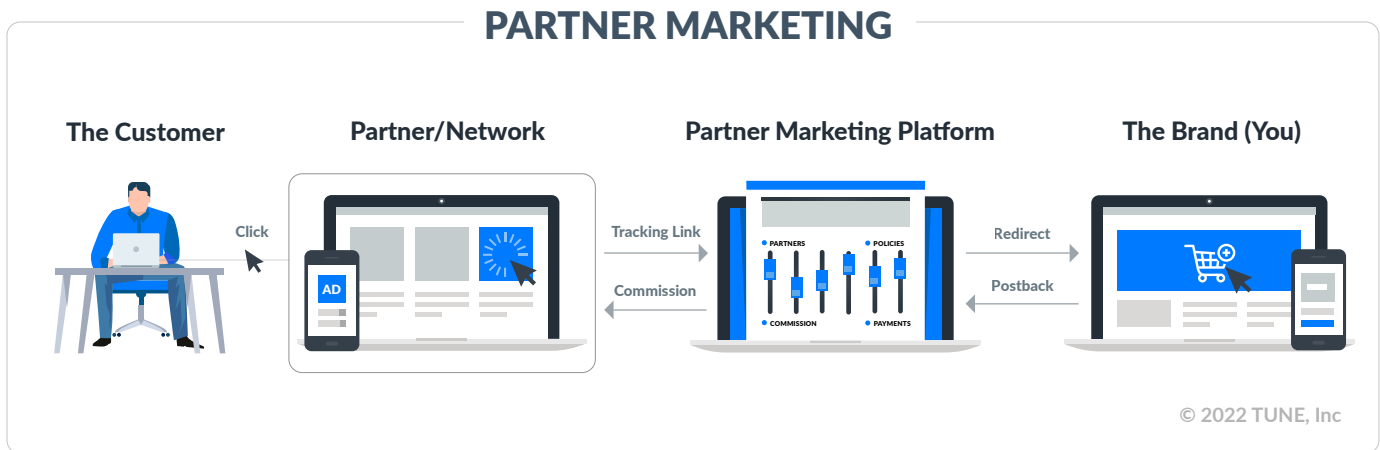 PARTNER MARKETING
The Customer
Partner/Network
Partner Marketing Platform
The Brand (You)
Click
AD
Tracking Link
Commission
PARTNERS
POLICIES
COMMISSION
PAYMENTS
Redirect
Postback
© 2022 TUNE, Inc